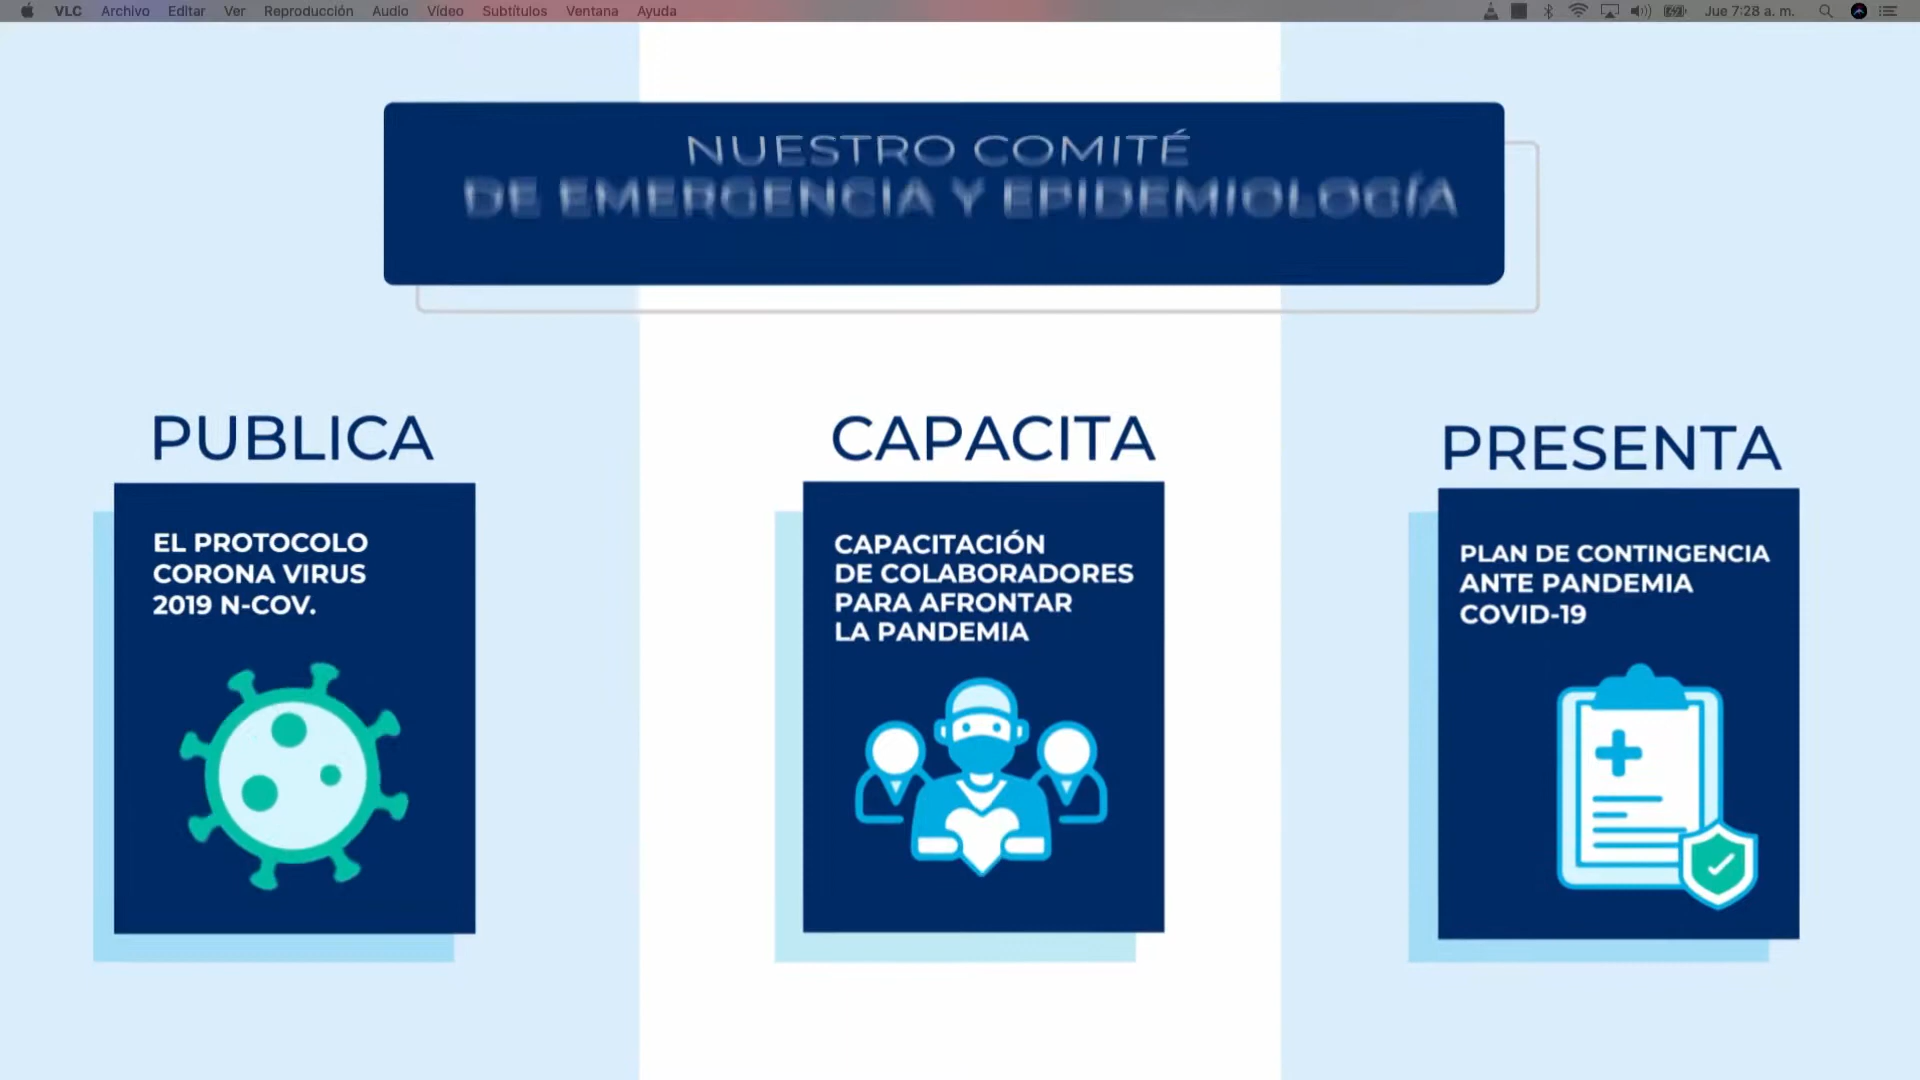 VLC Archivo Editar Ver Reproducción Audio Vídeo Subtítulos Ventana Ayuda Jue 7:28 a. m.
NUESTRO COMITÉ
DE EMERGENCIA Y EPIDEMIOLOGÍA
PUBLICA
EL PROTOCOLO
CORONA VIRUS
2019 N-COV.
CAPACITA
CAPACITACIÓN
DE COLABORADORES
PARA AFRONTAR
LA PANDEMIA
PRESENTA
PLAN DE CONTINGENCIA
ANTE PANDEMIA
COVID-19